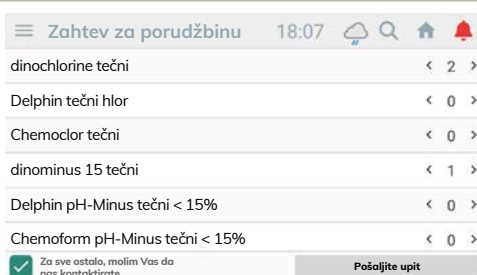 Zahtev za porudžbinu 18:07
dinochlorine tečni < 2 >
Delphin tečni hlor < 0 >
Chemoclor tečni < 0 >
dinominus 15 tečni < 1 >
Delphin pH-Minus tečni < 15% < 0 >
Chemoform pH-Minus tečni < 15% < 0 >
Za sve ostalo, molim Vas da
nas kontaktirate
Pošaljite upit